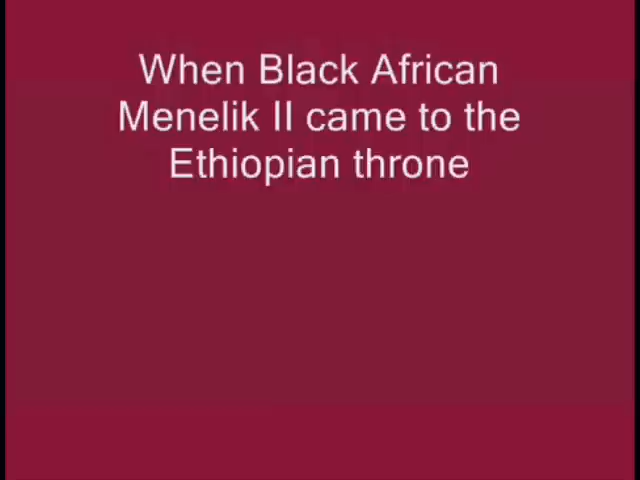 When Black African
Menelik II came to the
Ethiopian throne